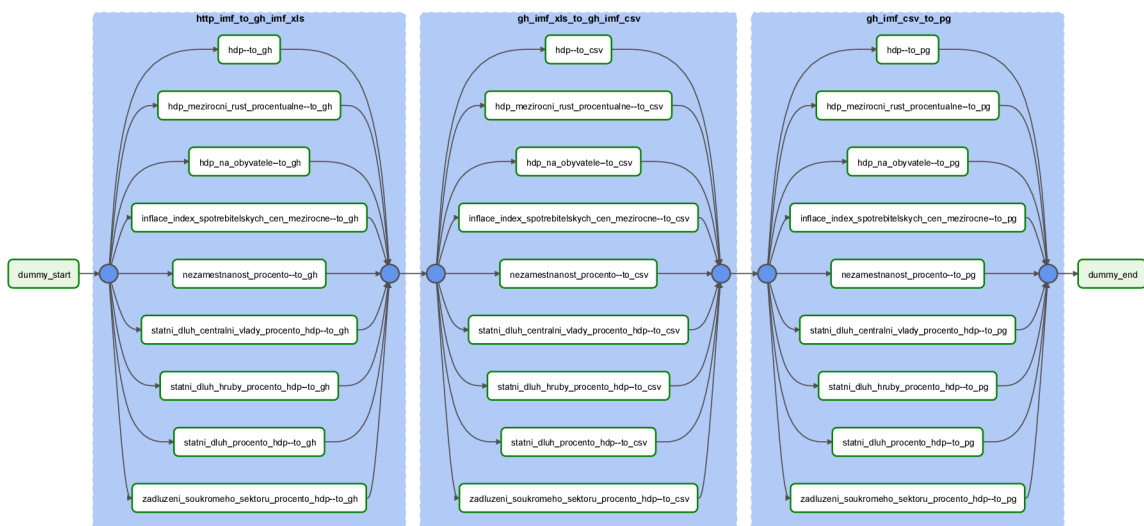 http_imf_to_gh_imf_xls
gh_imf_xls_to_gh_imf_csv
gh_imf_csv_to_pg
dummy_start
hdp--to_gh
hdp_mezirocni_rust_procentualne--to_gh
hdp_na_obyvatele--to_gh
inflace_index_spotrebitelskych_cen_mezirocne--to_gh
nezamestnanost_procento--to_gh
statni_dluh_centralni_vlady_procento_hdp--to_gh
statni_dluh_hruby_procento_hdp--to_gh
statni_dluh_procento_hdp--to_gh
zadluzeni_soukromeho_sektoru_procento_hdp--to_gh
hdp--to_csv
hdp_mezirocni_rust_procentualne--to_csv
hdp_na_obyvatele--to_csv
inflace_index_spotrebitelskych_cen_mezirocne--to_csv
nezamestnanost_procento--to_csv
statni_dluh_centralni_vlady_procento_hdp--to_csv
statni_dluh_hruby_procento_hdp--to_csv
statni_dluh_procento_hdp--to_csv
zadluzeni_soukromeho_sektoru_procento_hdp--to_csv
hdp--to_pg
hdp_mezirocni_rust_procentualne--to_pg
hdp_na_obyvatele--to_pg
inflace_index_spotrebitelskych_cen_mezirocne--to_pg
nezamestnanost_procento--to_pg
statni_dluh_centralni_vlady_procento_hdp--to_pg
statni_dluh_hruby_procento_hdp--to_pg
statni_dluh_procento_hdp--to_pg
zadluzeni_soukromeho_sektoru_procento_hdp--to_pg
dummy_end